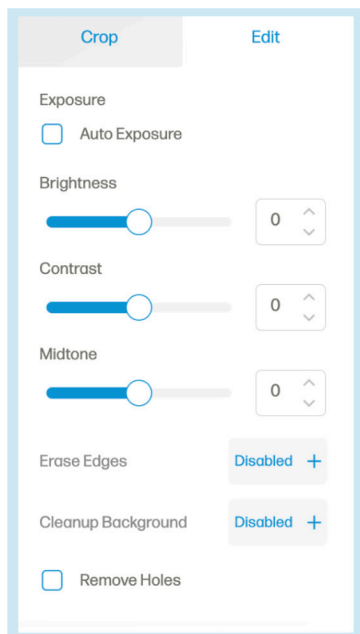 Crop Edit
Exposure
Auto Exposure
Brightness
0
Contrast
0
Midtone
0
Erase Edges Disabled +
Cleanup Background Disabled +
Remove Holes